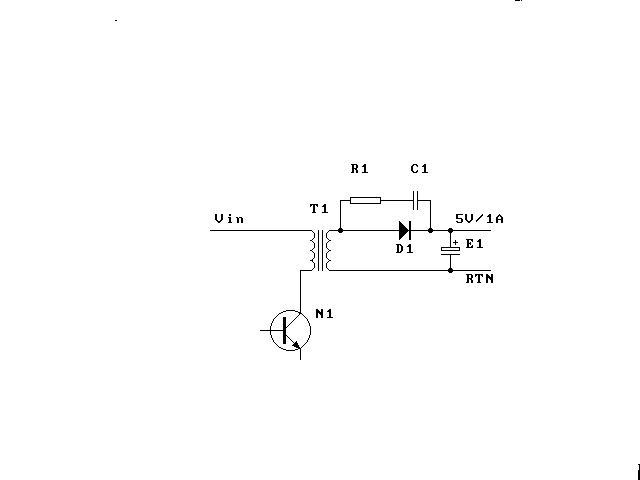 R1 C1
T1
Vin 5V/1A
+ E1
D1
RTN
N1